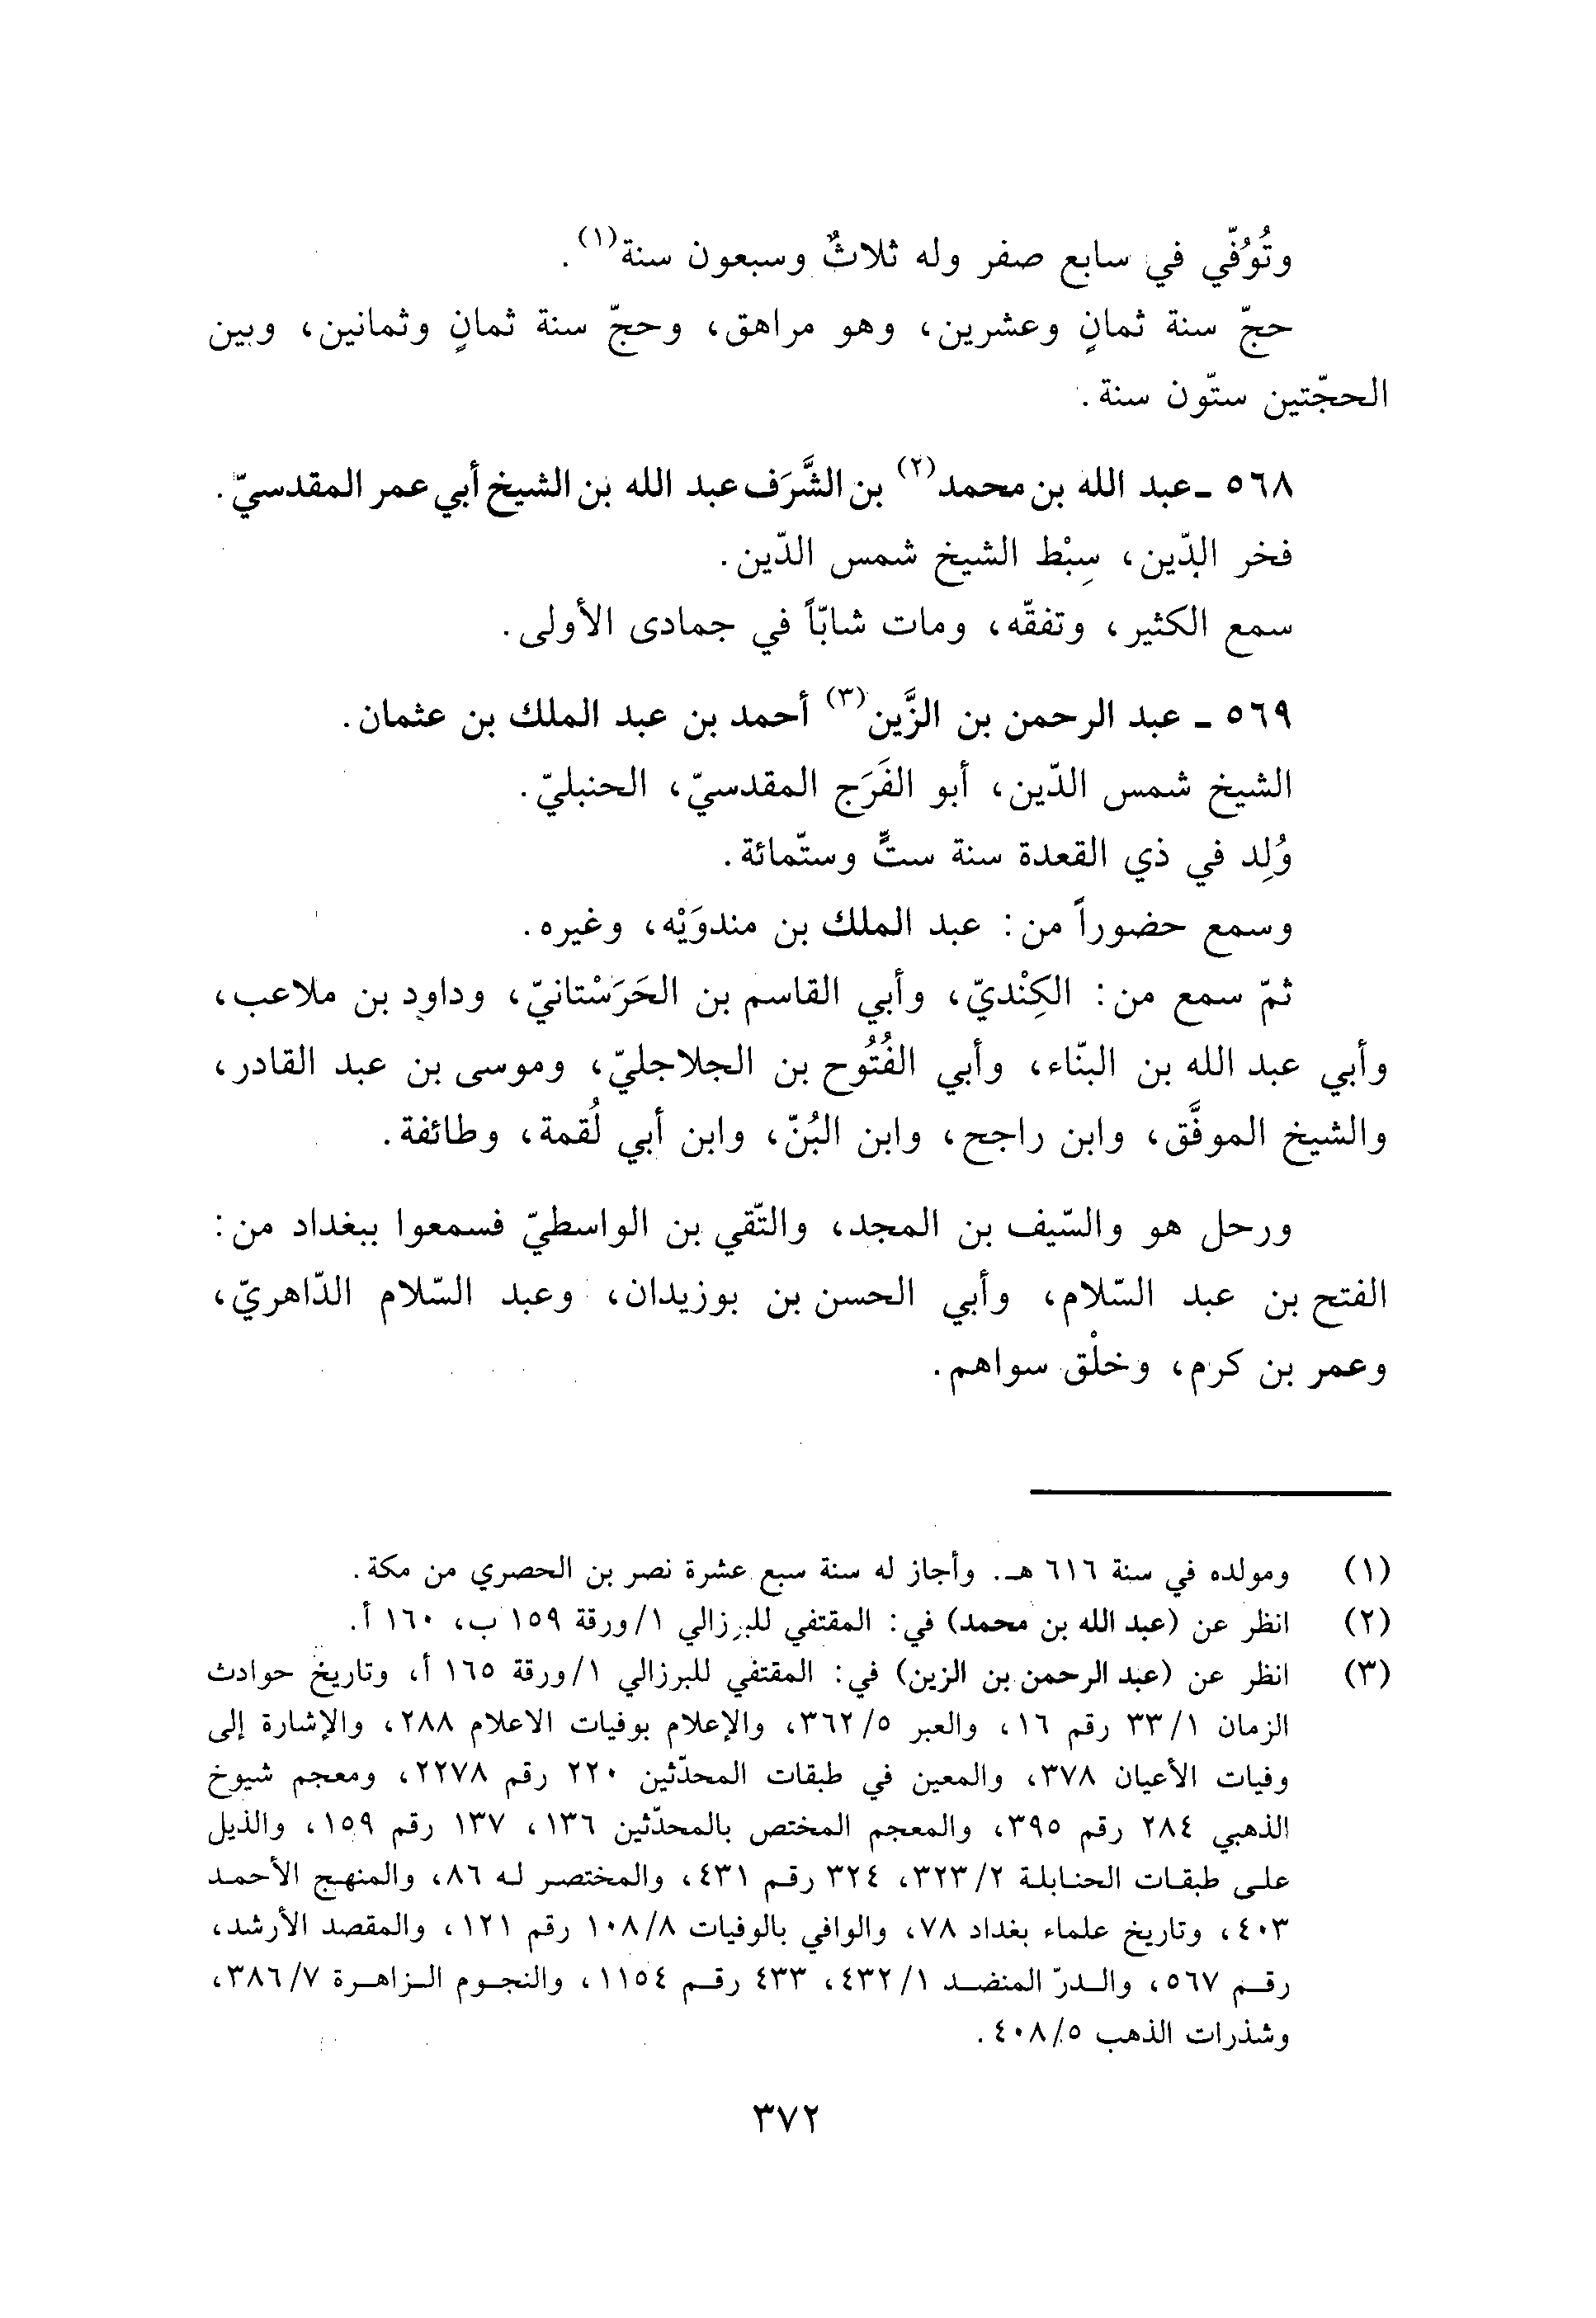 وتُوُفّي في سابع صفر وله ثلاثٌ وسبعون سنة(١).
حجّ سنة ثمانٍ وعشرين، وهو مراهق، وحجّ سنة ثمانٍ وثمانين، وبين
الحجّتين ستّون سنة.
٥٦٨ ـ عبد الله بن محمد(٢) بن الشَّرَف عبد الله بن الشيخ أبي عمر المقدسيّ.
فخر الدّين، سِبْط الشيخ شمس الدّين.
سمع الكثير، وتفقّه، ومات شابّاً في جمادى الأولى.
٥٦٩ ـ عبد الرحمن بن الزَّين(٣) أحمد بن عبد الملك بن عثمان.
الشيخ شمس الدّين، أبو الفَرَج المقدسيّ، الحنبليّ.
وُلِد في ذي القعدة سنة ستٍّ وستّمائة.
وسمع حضوراً من: عبد الملك بن مندوَيْه، وغيره.
ثمّ سمع من: الكِنْديّ، وأبي القاسم بن الحَرَسْتانيّ، وداود بن ملاعب،
وأبي عبد الله بن البنّاء، وأبي الفُتُوح بن الجلاجليّ، وموسى بن عبد القادر،
والشيخ الموفَّق، وابن راجح، وابن البُنّ، وابن أبي لُقمة، وطائفة.
ورحل هو والسّيف بن المجد، والتّقي بن الواسطيّ فسمعوا ببغداد من:
الفتح بن عبد السّلام، وأبي الحسن بن بوزيدان، وعبد السّلام الدّاهريّ،
وعمر بن كرم، وخلْق سواهم.
(١) ومولده في سنة ٦١٦ هـ. وأجاز له سنة سبع عشرة نصر بن الحصري من مكة.
(٢) انظر عن (عبد الله بن محمد) في: المقتفي للبرزالي ١/ورقة ١٥٩ ب، ١٦٠ أ.
(٣) انظر عن (عبد الرحمن بن الزين) في: المقتفي للبرزالي ١/ورقة ١٦٥ أ، وتاريخ حوادث
الزمان ٣٣/١ رقم ١٦، والعبر ٣٦٢/٥، والإعلام بوفيات الاعلام ٢٨٨، والإشارة إلى
وفيات الأعيان ٣٧٨، والمعين في طبقات المحدّثين ٢٢٠ رقم ٢٢٧٨، ومعجم شيوخ
الذهبي ٢٨٤ رقم ٣٩٥، والمعجم المختص بالمحدّثين ١٣٦، ١٣٧ رقم ١٥٩، والذيل
على طبقات الحنابلة ٣٢٣/٢، ٣٢٤ رقم ٤٣١، والمختصر له ٨٦، والمنهج الأحمد
٤٠٣، وتاريخ علماء بغداد ٧٨، والوافي بالوفيات ١٠٨/٨ رقم ١٢١، والمقصد الأرشد،
رقم ٥٦٧، والدرّ المنضد ٤٣٢/١، ٤٣٣ رقم ١١٥٤، والنجوم الزاهرة ٣٨٦/٧،
وشذرات الذهب ٤٠٨/٥.
٣٧٢